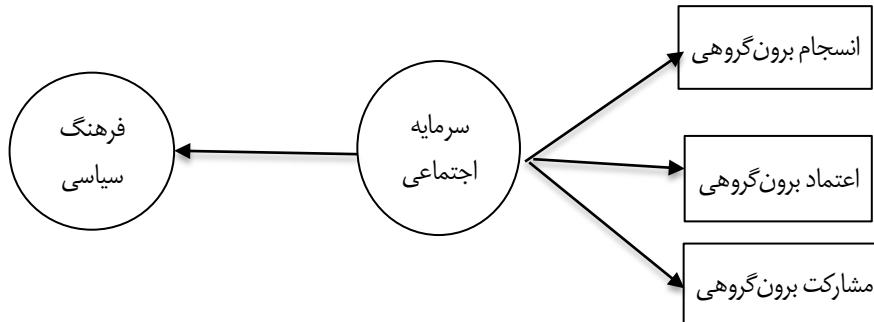 انسجام برون‌گروهی
سرمایه
اجتماعی
فرهنگ
سیاسی
اعتماد برون‌گروهی
مشارکت برون‌گروهی